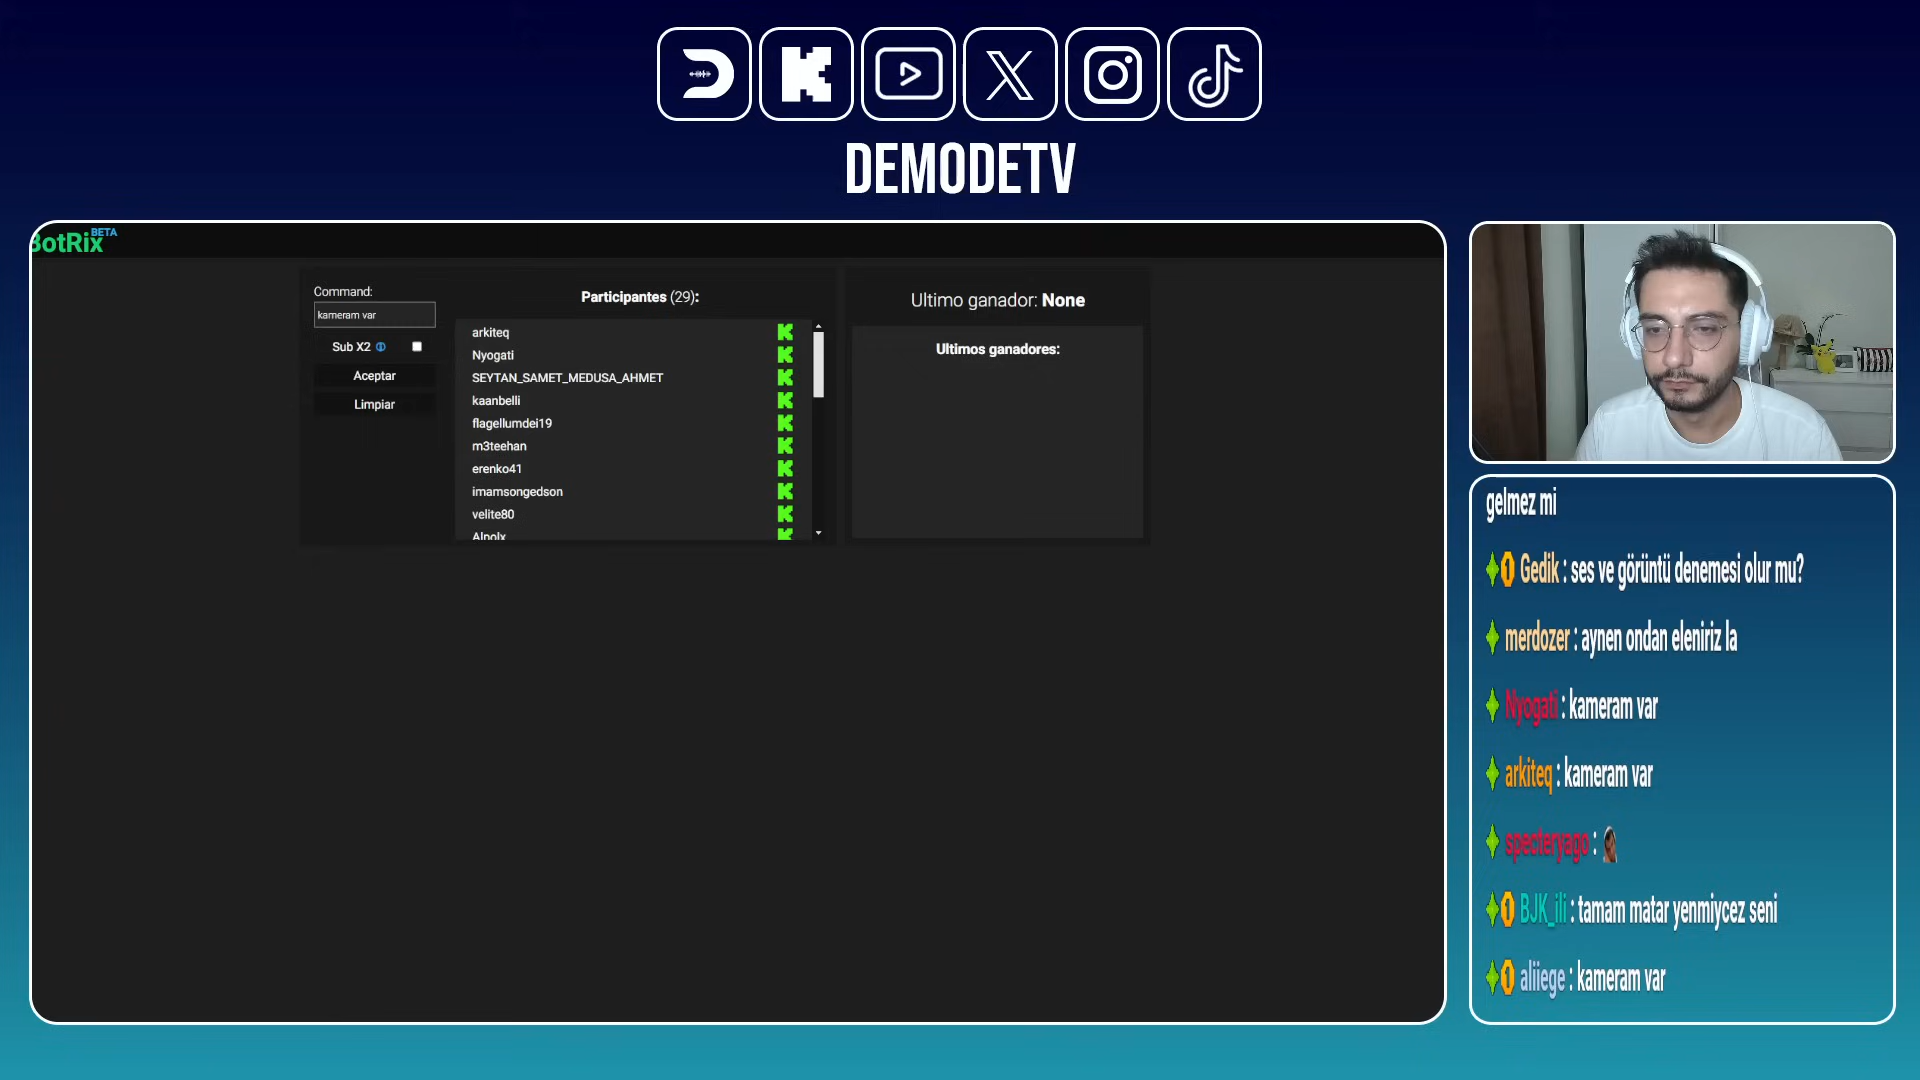 DEMODETV
BotRix BETA
Command:
kameram var
Sub X2
Aceptar
Limpiar
Participantes (29):
arkiteq
Nyogati
SEYTAN_SAMET_MEDUSA_AHMET
kaanbelli
flagellumdei19
m3teehan
erenko41
imamsongedson
velite80
Alpolx
Ultimo ganador: None
Ultimos ganadores:
gelmez mi
Gedik : ses ve görüntü denemesi olur mu?
merdozer : aynen ondan eleniriz la
Nyogati : kameram var
arkiteq : kameram var
specteryago :
BJK_ili : tamam matar yenmiycez seni
aliiege : kameram var